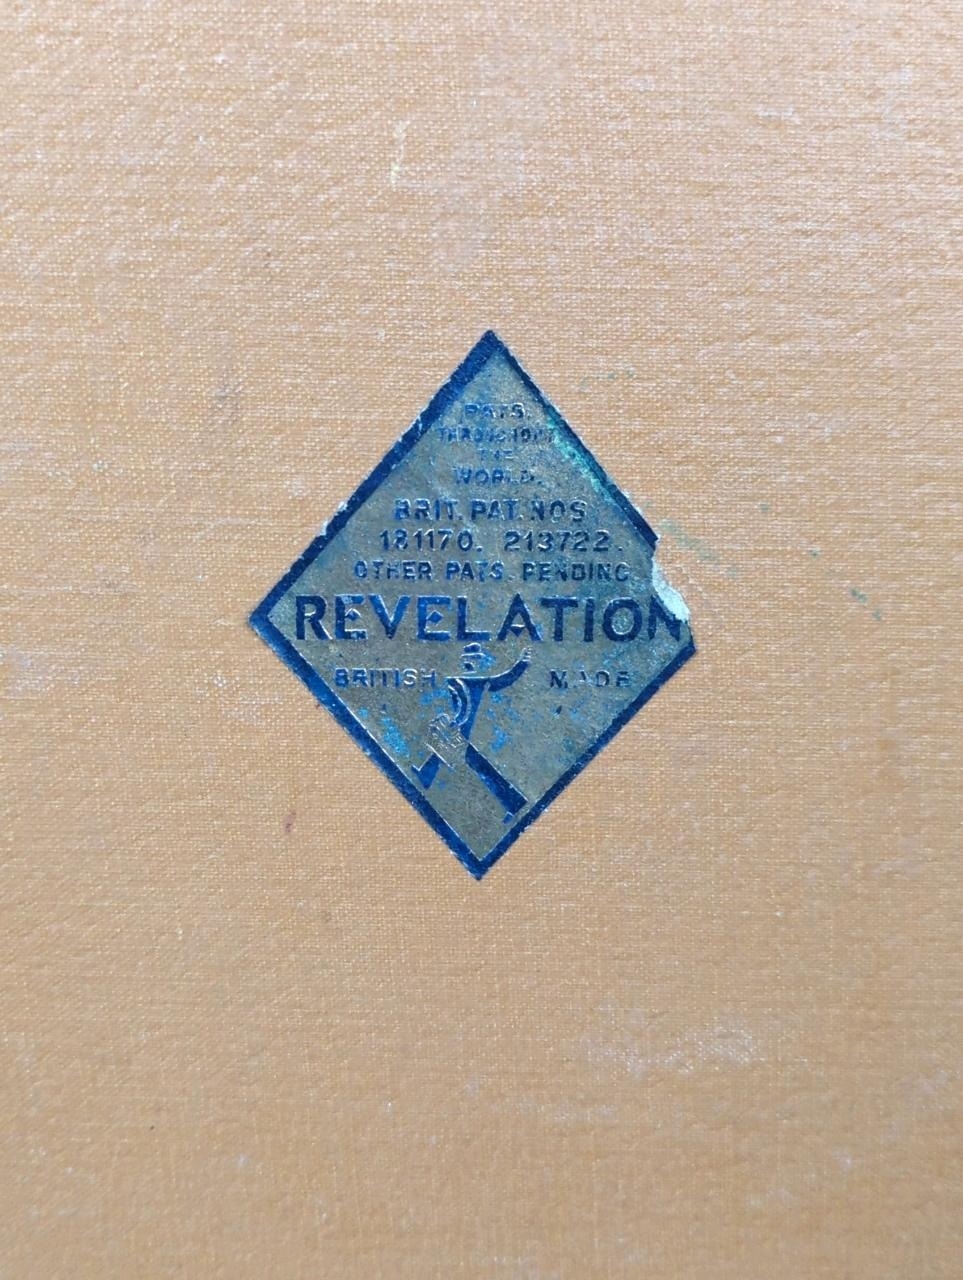 PATS.
THROUGHOUT
THE
WORLD.
BRIT. PAT. NOS
181170. 213722.
OTHER PATS. PENDING
REVELATION
BRITISH MADE